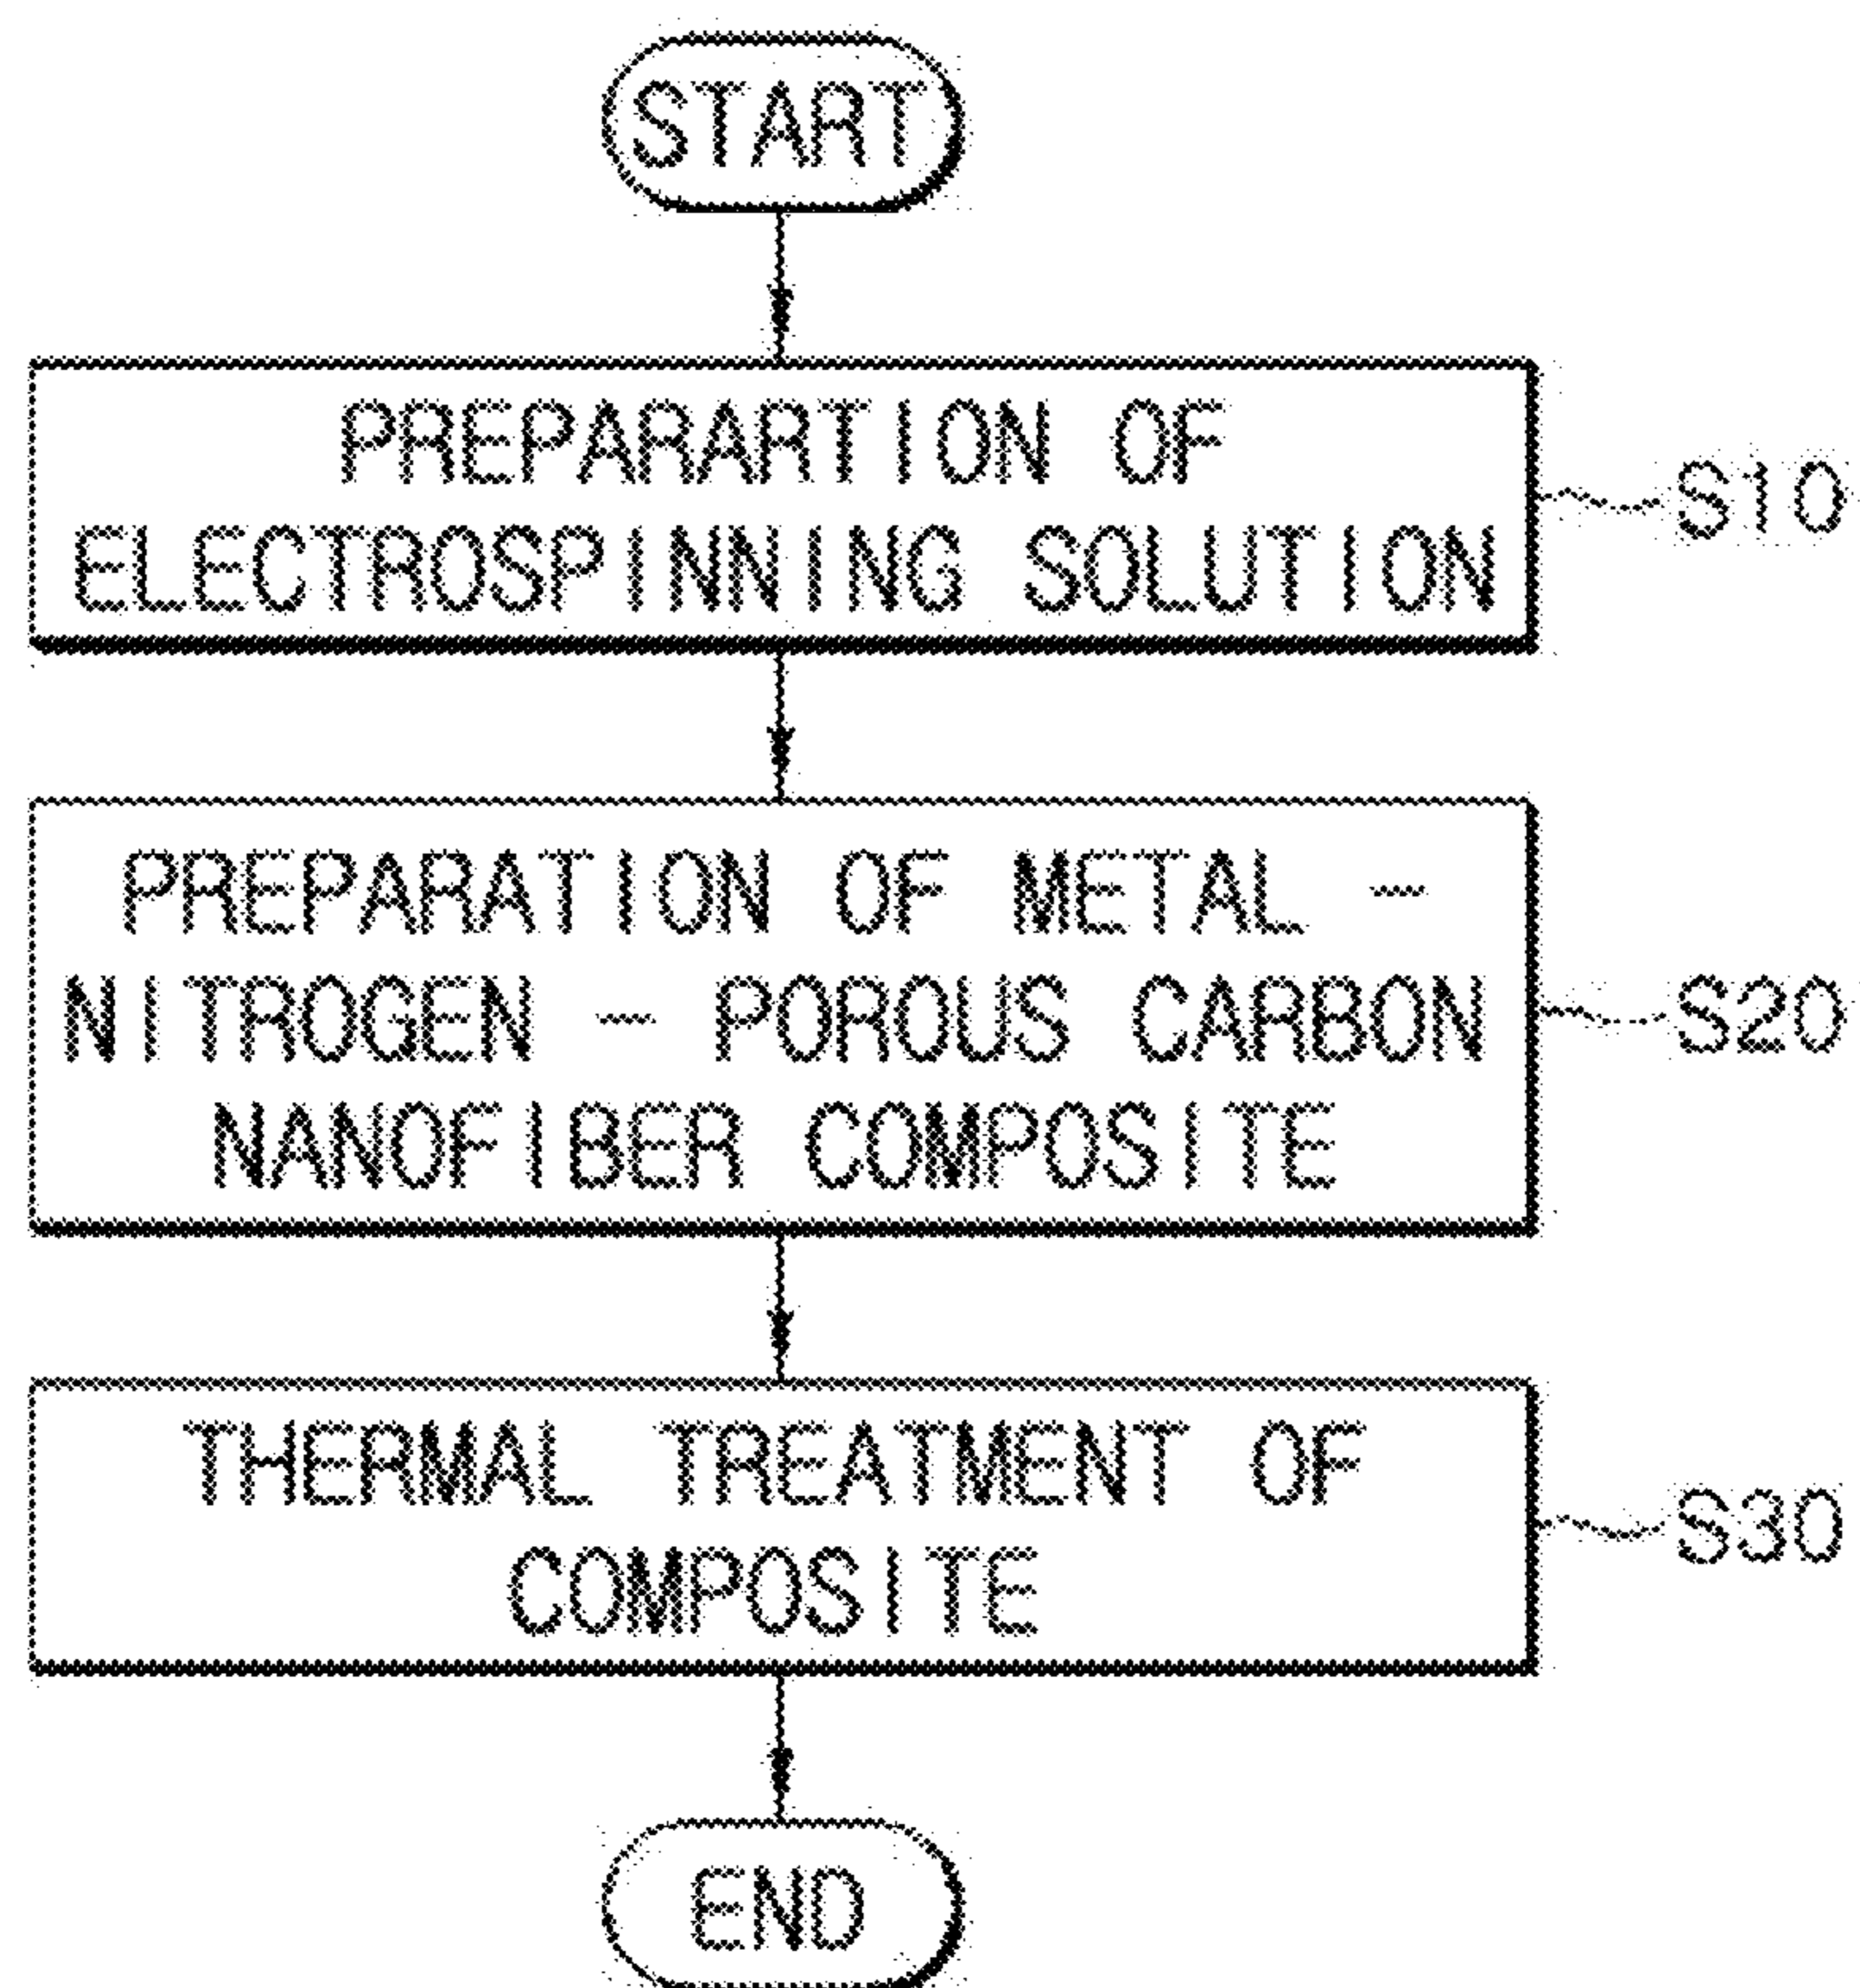 START
PREPARARTION OF
ELECTROSPINNING SOLUTION
S10
PREPARATION OF METAL -
NITROGEN - POROUS CARBON
NANOFIBER COMPOSITE
S20
THERMAL TREATMENT OF
COMPOSITE
S30
END